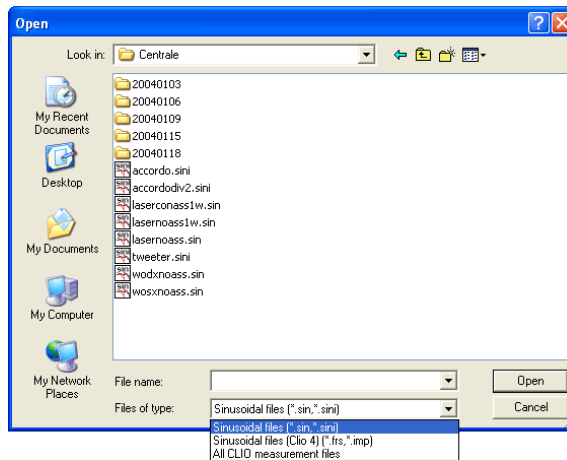 Open
Look in:
Centrale
My Recent
Documents
Desktop
My Documents
My Computer
My Network
Places
20040103
20040106
20040109
20040115
20040118
accordo.sini
accordodiv2.sini
laserconass1w.sin
lasernoass1w.sin
lasernoass.sin
tweeter.sini
wodxnoass.sin
wosxnoass.sin
File name:
Open
Files of type:
Sinusoidal files (*.sin,*.sini)
Cancel
Sinusoidal files (*.sin,*.sini)
Sinusoidal files (Clio 4) (*.frs,*.imp)
All CLIO measurement files